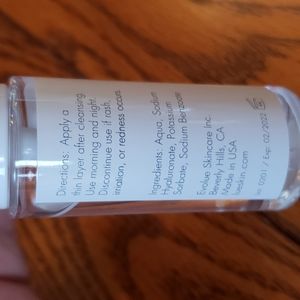 Directions: Apply a
thin layer after cleansing.
Use morning and night.
Discontinue use if rash,
irritation, or redness occurs.
Ingredients: Aqua, Sodium
Hyaluronate, Potassium
Sorbate, Sodium Benzoate
Evolue Skincare Inc.
Beverly Hills, CA
Made in USA
Exp. 02/2022